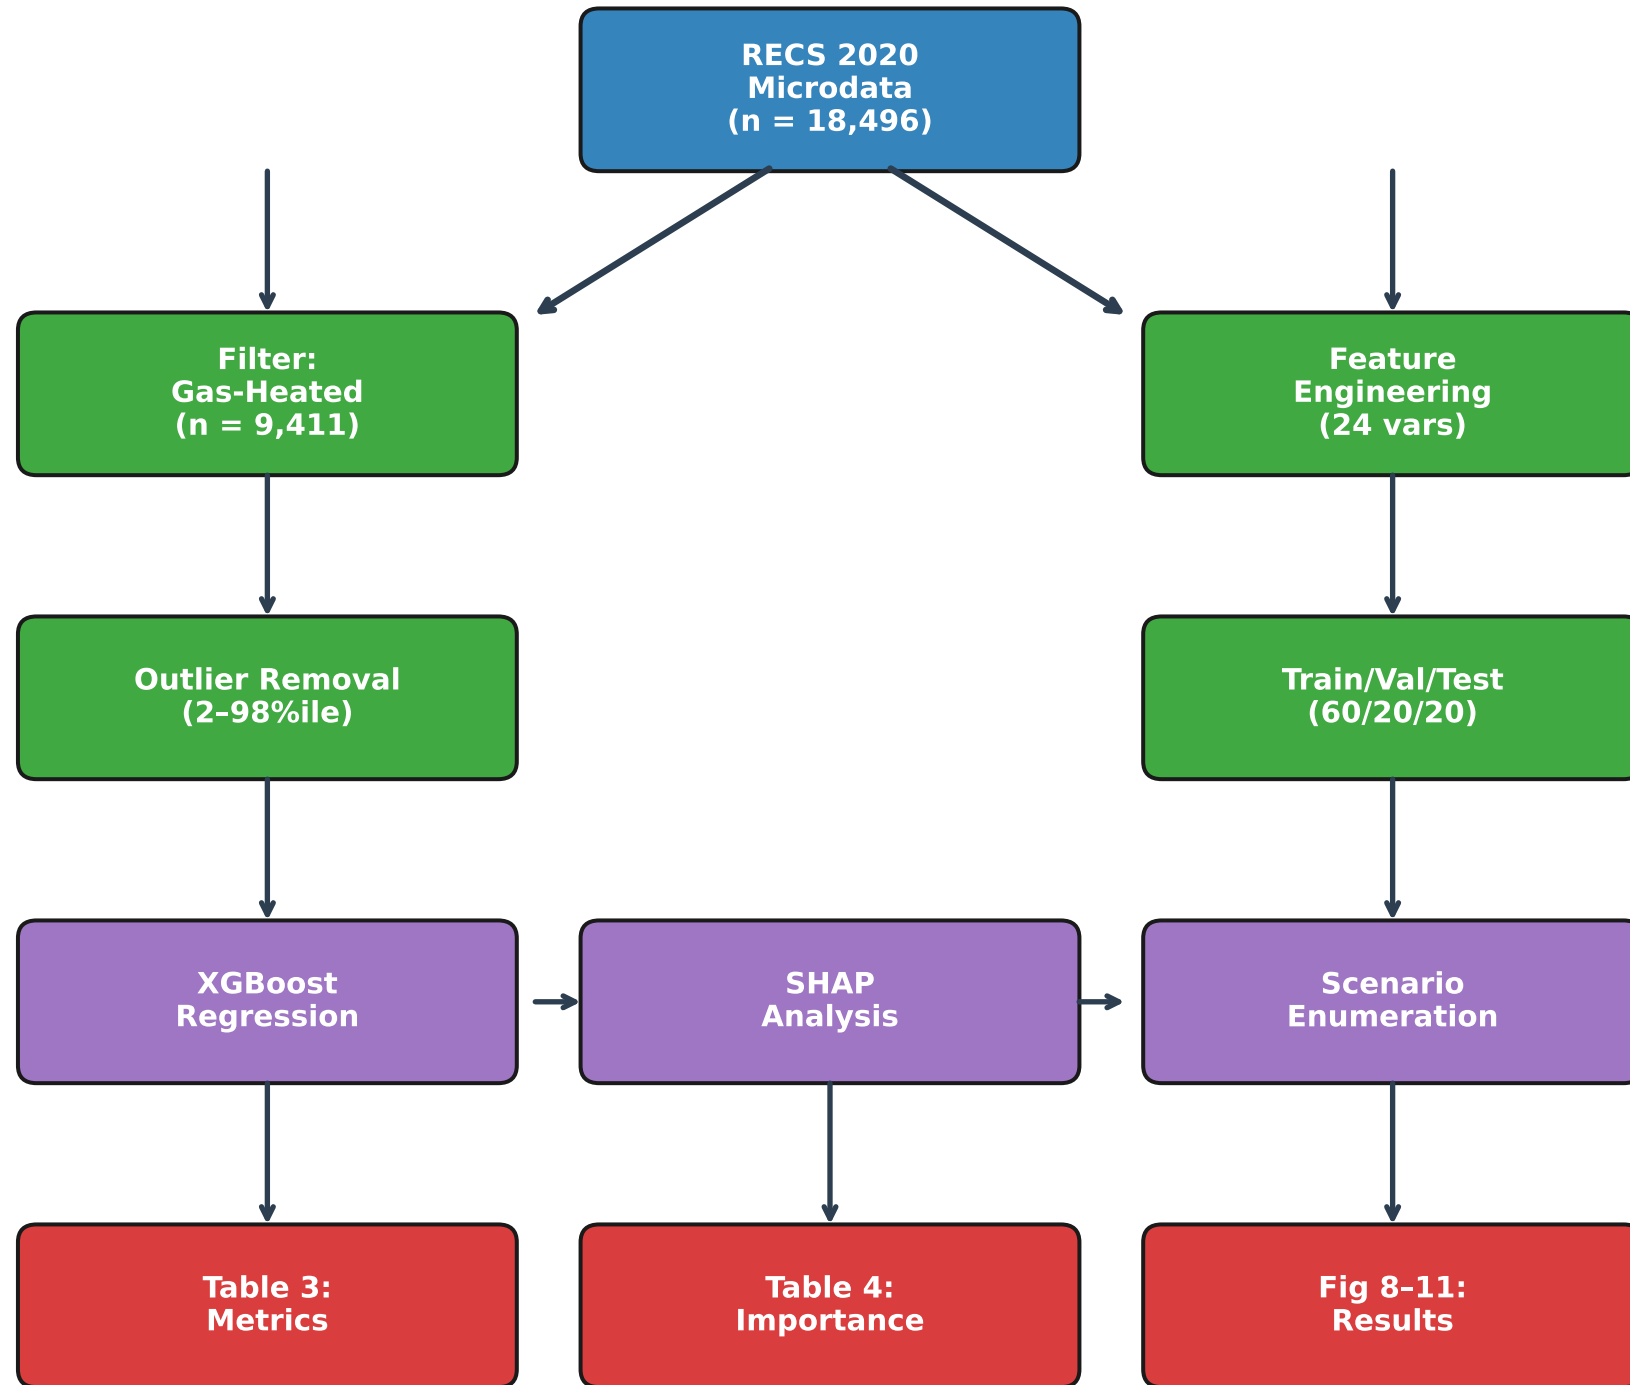 RECS 2020
Microdata
(n = 18,496)
Filter:
Gas-Heated
(n = 9,411)
Feature
Engineering
(24 vars)
Outlier Removal
(2–98%ile)
Train/Val/Test
(60/20/20)
XGBoost
Regression
SHAP
Analysis
Scenario
Enumeration
Table 3:
Metrics
Table 4:
Importance
Fig 8–11:
Results